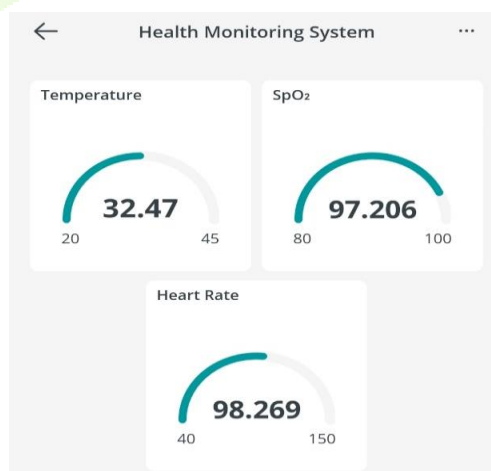 Health Monitoring System
Temperature
SpO₂
32.47
97.206
20
45
80
100
Heart Rate
98.269
40
150